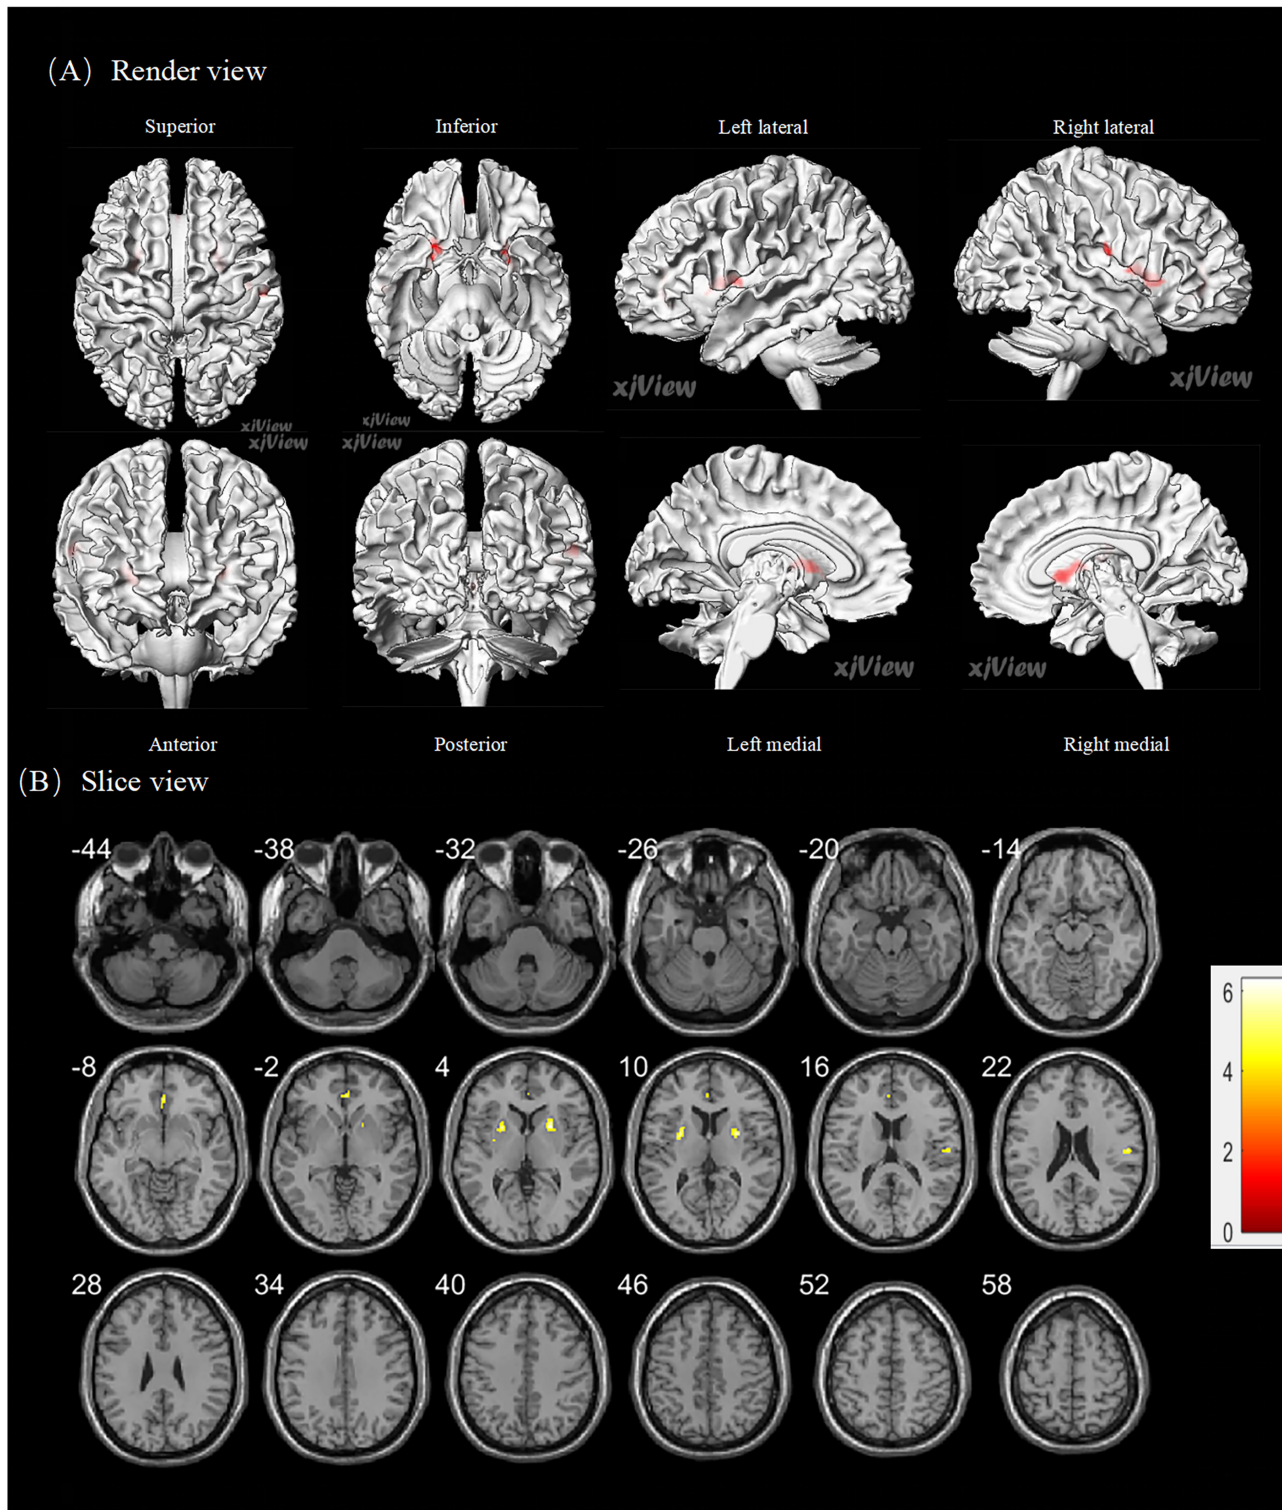 （A）Render view
Superior Inferior Left lateral Right lateral
xjView xjView xjView xjView
xjView xjView
xjView xjView
Anterior Posterior Left medial Right medial
（B）Slice view
-44 -38 -32 -26 -20 -14
6
-8 -2 4 10 16 22
4
2
0
28 34 40 46 52 58